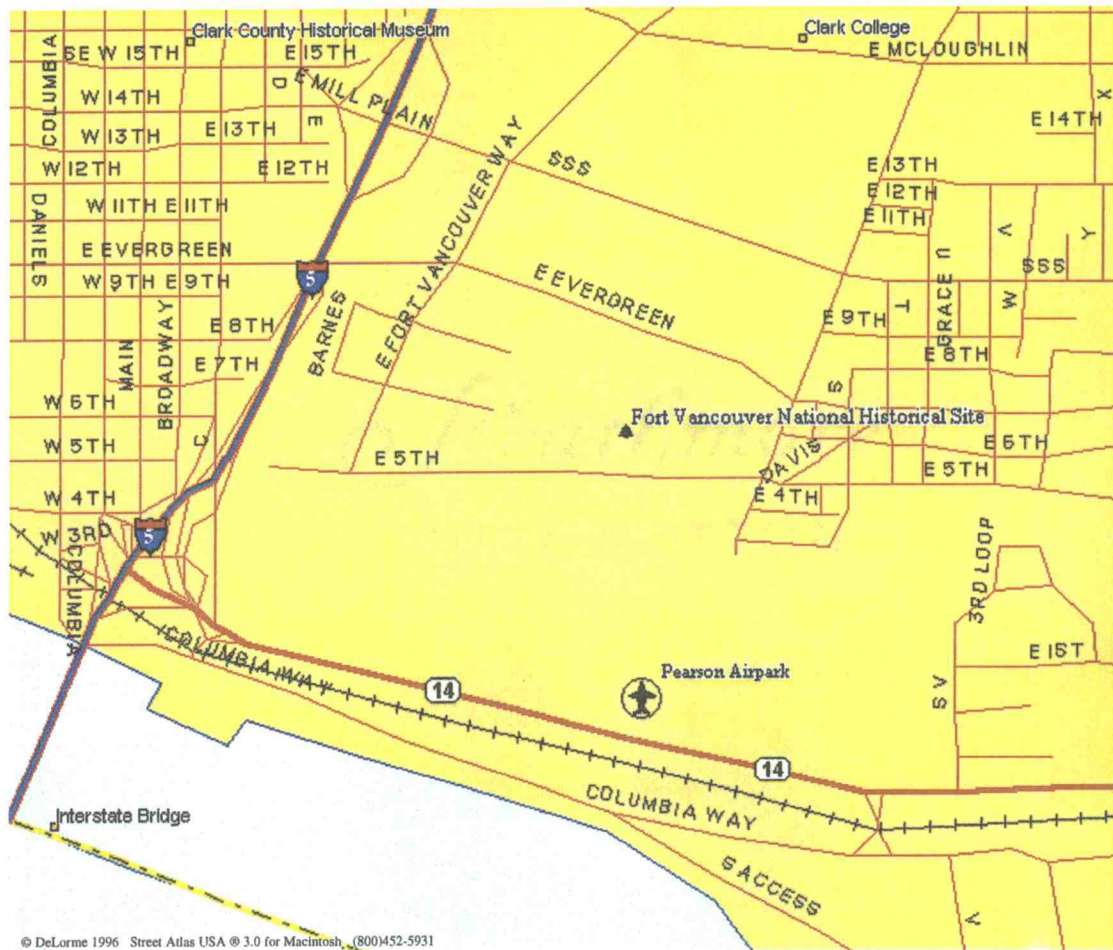 Clark County Historical Museum
Clark College
COLUMBIA
SE W 15TH
E 15TH
E MCLOUGHLIN
W 14TH
D
E MILL PLAIN
X
W 13TH
E 13TH
E
E 14TH
W 12TH
E 12TH
SSS
E 13TH
DANIELS
W 11TH E 11TH
E FORT VANCOUVER WAY
E 12TH
E 11TH
V
Y
E EVERGREEN
W 9TH E 9TH
5
E EVERGREEN
U
SSS
BROADWAY
E 8TH
BARNES
E 9TH
T
GRACE
W
MAIN
E 7TH
E 8TH
W 6TH
S
Fort Vancouver National Historical Site
W 5TH
C
E 6TH
E 5TH
DAVIS
E 5TH
W 4TH
E 4TH
W 3RD
5
3RD LOOP
COLUMBIA
COLUMBIA WAY
E 1ST
Pearson Airpark
14
S V
14
COLUMBIA WAY
Interstate Bridge
S ACCESS
V
© DeLorme 1996 Street Atlas USA ® 3.0 for Macintosh (800)452-5931